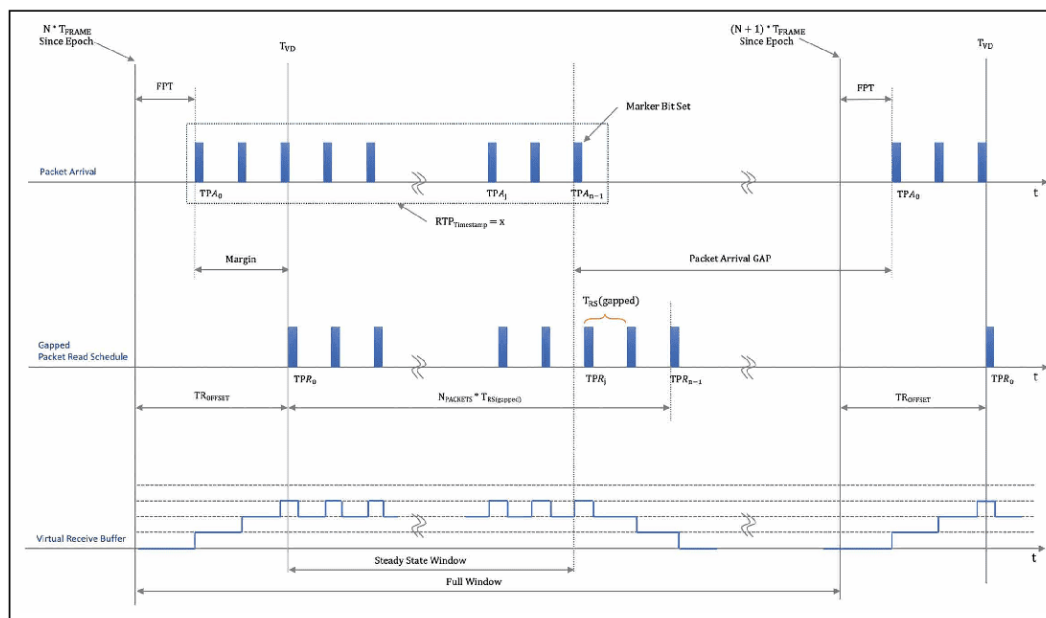 N * T_FRAME
Since Epoch
(N + 1) * T_FRAME
Since Epoch
T_VD
T_VD
FPT
FPT
Marker Bit Set
Packet Arrival
TPA_0
TPA_j
TPA_n-1
TPA_0
t
RTP_Timestamp = x
Margin
Packet Arrival GAP
T_RS(gapped)
Gapped
Packet Read Schedule
TPR_0
TPR_j
TPR_n-1
TPR_0
t
TR_OFFSET
N_PACKETS * T_RS(gapped)
TR_OFFSET
Virtual Receive Buffer
t
Steady State Window
Full Window